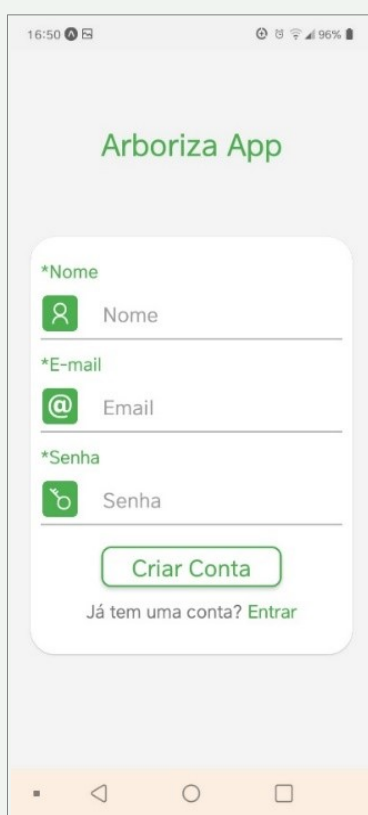 16:50 96%
Arboriza App
*Nome
Nome
*E-mail
@ Email
*Senha
Senha
Criar Conta
Já tem uma conta? Entrar